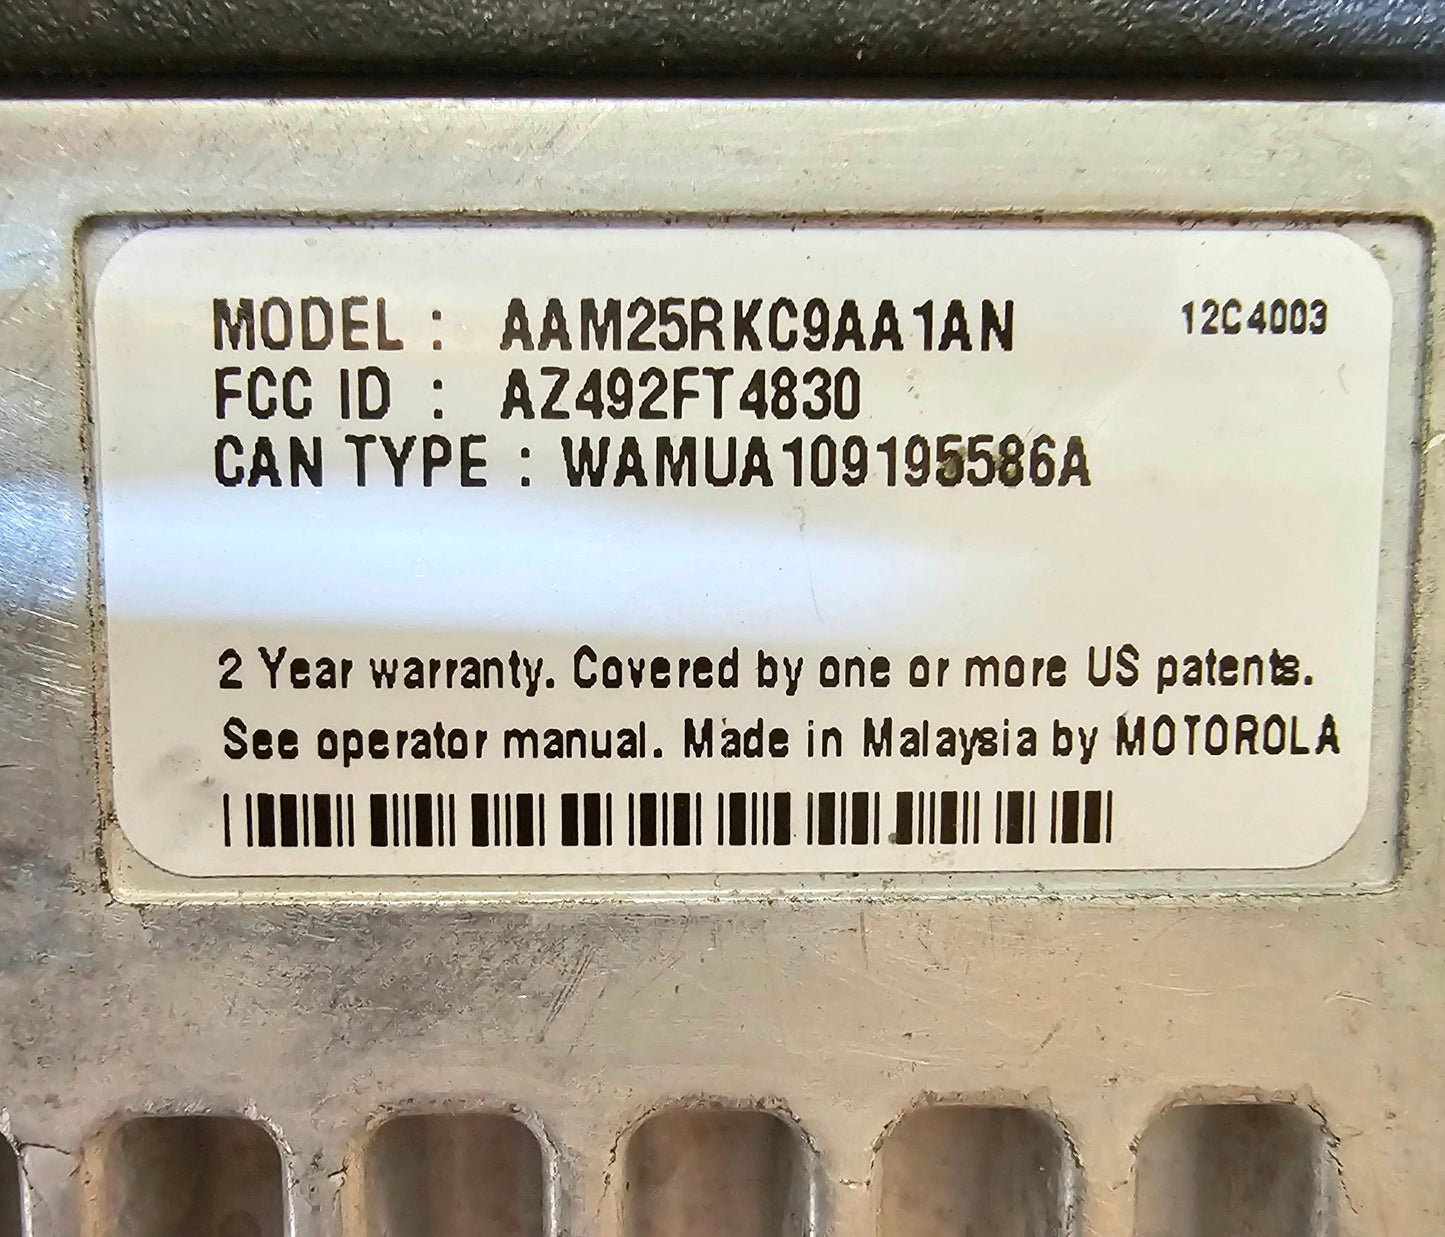 MODEL : AAM25RKC9AA1AN 12C4003
FCC ID : AZ492FT4830
CAN TYPE : WAMUA109195586A
2 Year warranty. Covered by one or more US patents.
See operator manual. Made in Malaysia by MOTOROLA